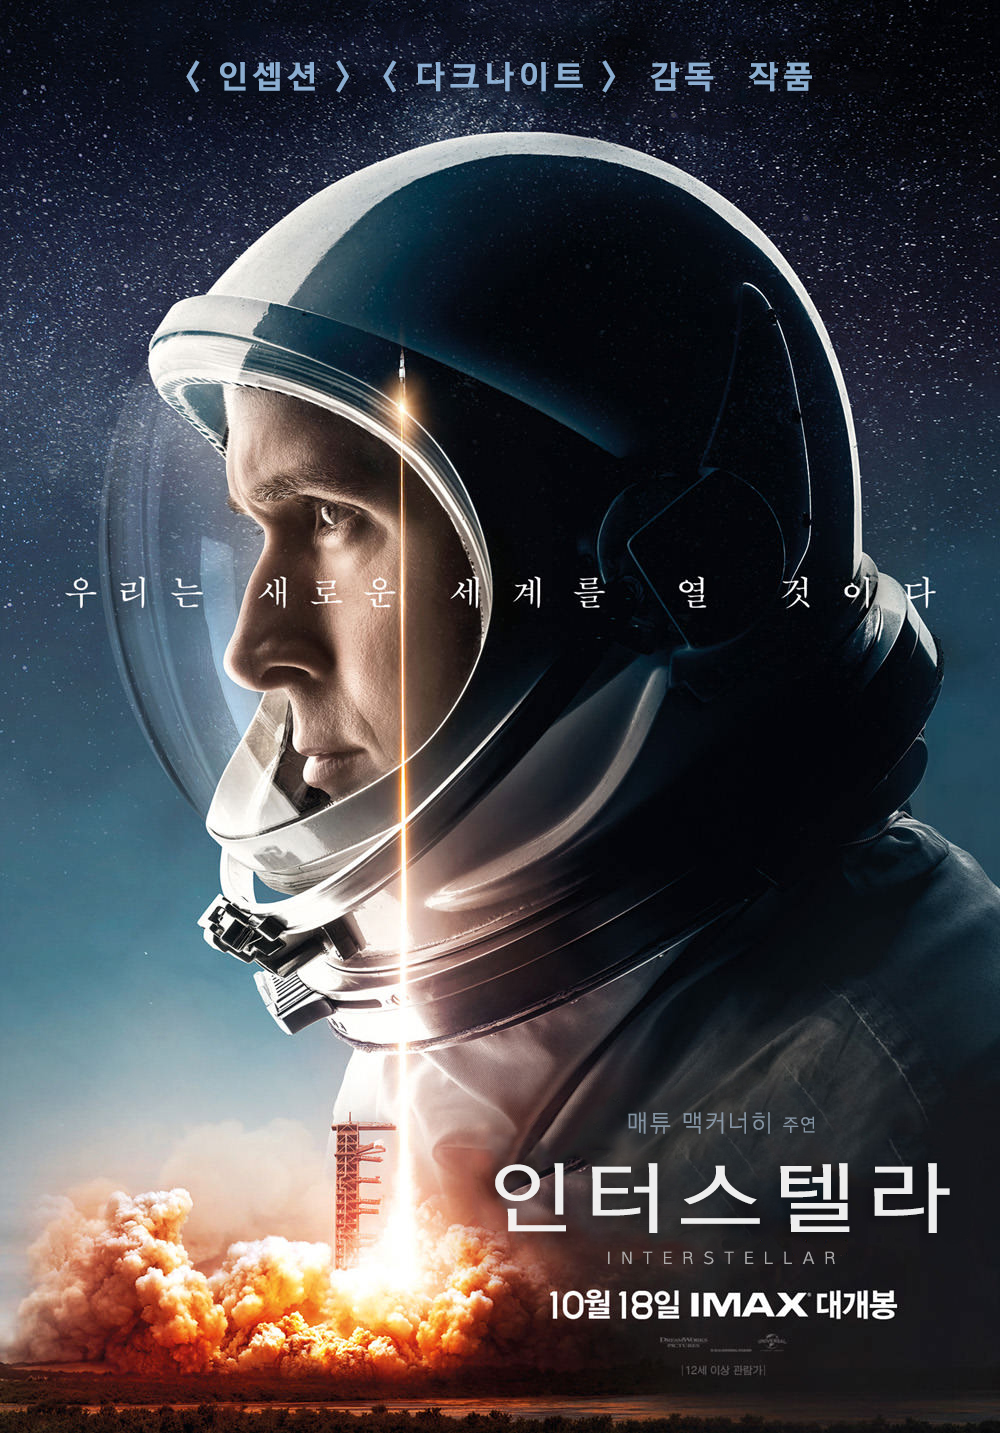 < 인셉션 > < 다크나이트 > 감독 작품
우리는 새로운 세계를 열 것이다
매튜 맥커너히 주연
인터스텔라
INTERSTELLAR
10월 18일 IMAX 대개봉
DREAMWORKS PICTURES
UNIVERSAL
|12세 이상 관람가|